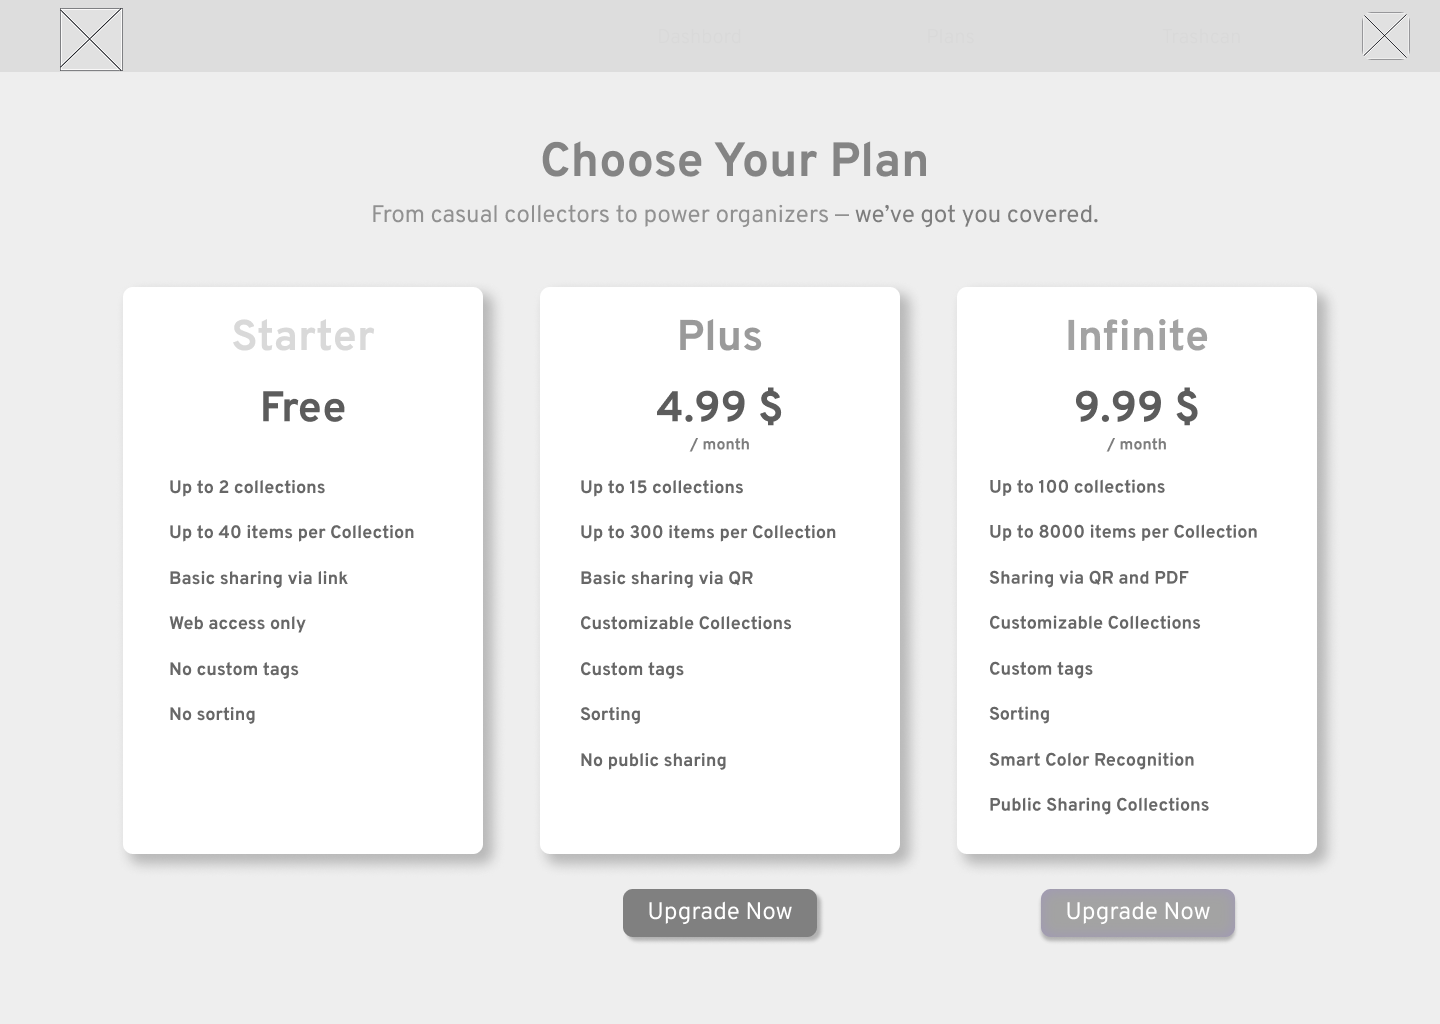 Plans
Choose Your Plan
From casual collectors to power organizers – we’ve got you covered.
Starter
Free
Up to 2 collections
Up to 40 items per Collection
Basic sharing via link
Web access only
No custom tags
No sorting
Plus
4.99 $
/ month
Up to 15 collections
Up to 300 items per Collection
Basic sharing via QR
Customizable Collections
Custom tags
Sorting
No public sharing
Upgrade Now
Infinite
9.99 $
/ month
Up to 100 collections
Up to 8000 items per Collection
Sharing via QR and PDF
Customizable Collections
Custom tags
Sorting
Smart Color Recognition
Public Sharing Collections
Upgrade Now